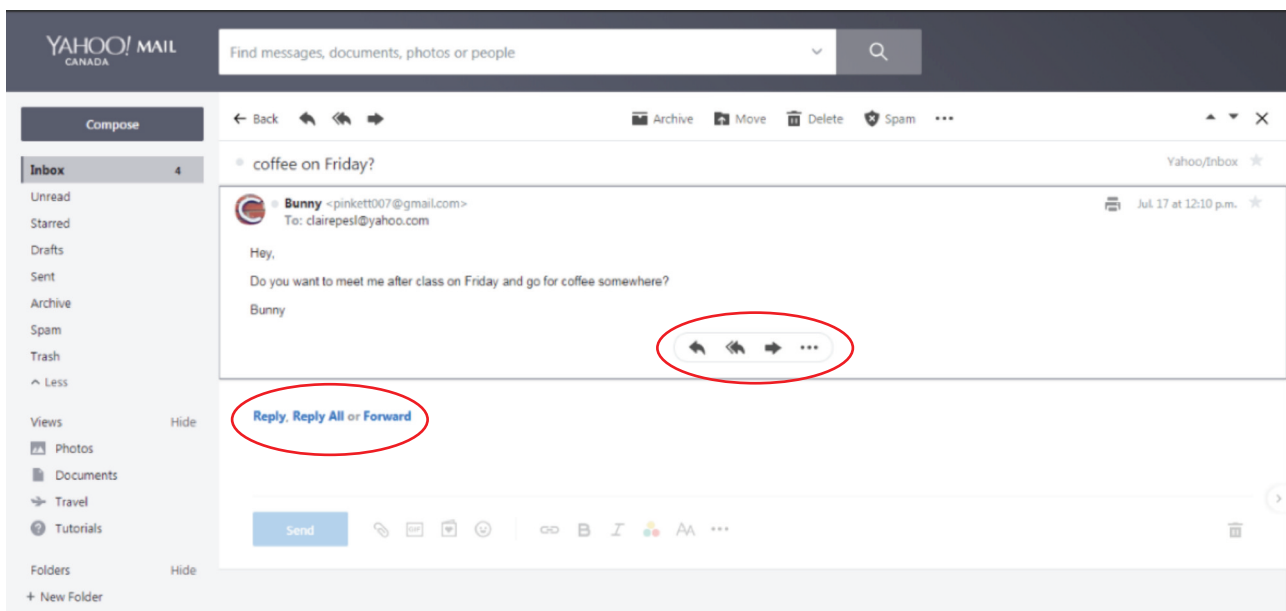 YAHOO! MAIL
CANADA
Find messages, documents, photos or people
Compose
Back
Archive Move Delete Spam
Inbox 4
Unread
Starred
Drafts
Sent
Archive
Spam
Trash
Less
Views Hide
Photos
Documents
Travel
Tutorials
Folders Hide
+ New Folder
coffee on Friday? Yahoo/Inbox
Bunny <pinkett007@gmail.com> Jul. 17 at 12:10 p.m.
To: clairepesl@yahoo.com
Hey,
Do you want to meet me after class on Friday and go for coffee somewhere?
Bunny
Reply, Reply All or Forward
Send GIF B I AA